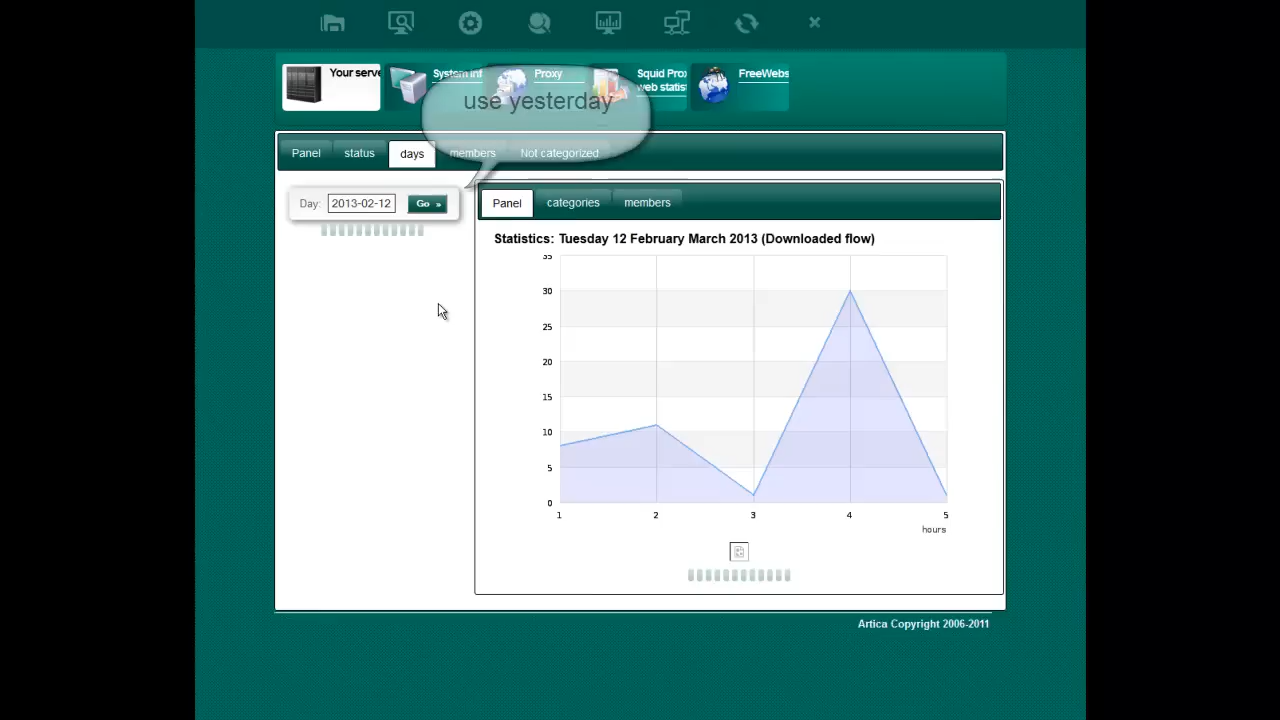 Your serve
System inf
Proxy
Squid Prox
web statist
FreeWebs
use yesterday
Panel
status
days
members
Not categorized
Day:
2013-02-12
Go »
Panel
categories
members
Statistics: Tuesday 12 February March 2013 (Downloaded flow)
35
30
25
20
15
10
5
0
1
2
3
4
5
hours
Artica Copyright 2006-2011